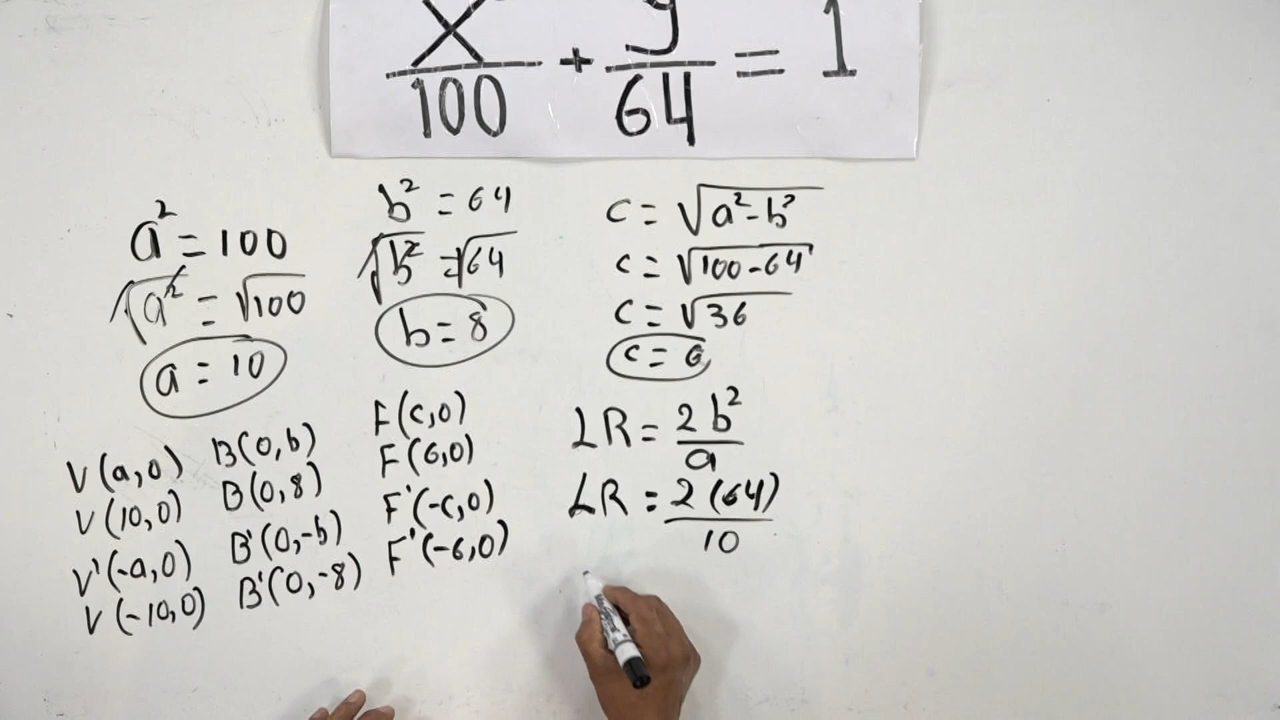 x/100 + y/64 = 1
a² = 100
√a² = √100
a = 10
b² = 64
√b² = √64
b = 8
c = √a²-b²
c = √100-64
c = √36
c = 6
V(a,0)
V(10,0)
V'(-a,0)
V(-10,0)
B(0,b)
B(0,8)
B'(0,-b)
B'(0,-8)
F(c,0)
F(6,0)
F'(-c,0)
F'(-6,0)
LR = 2b²/a
LR = 2(64)/10